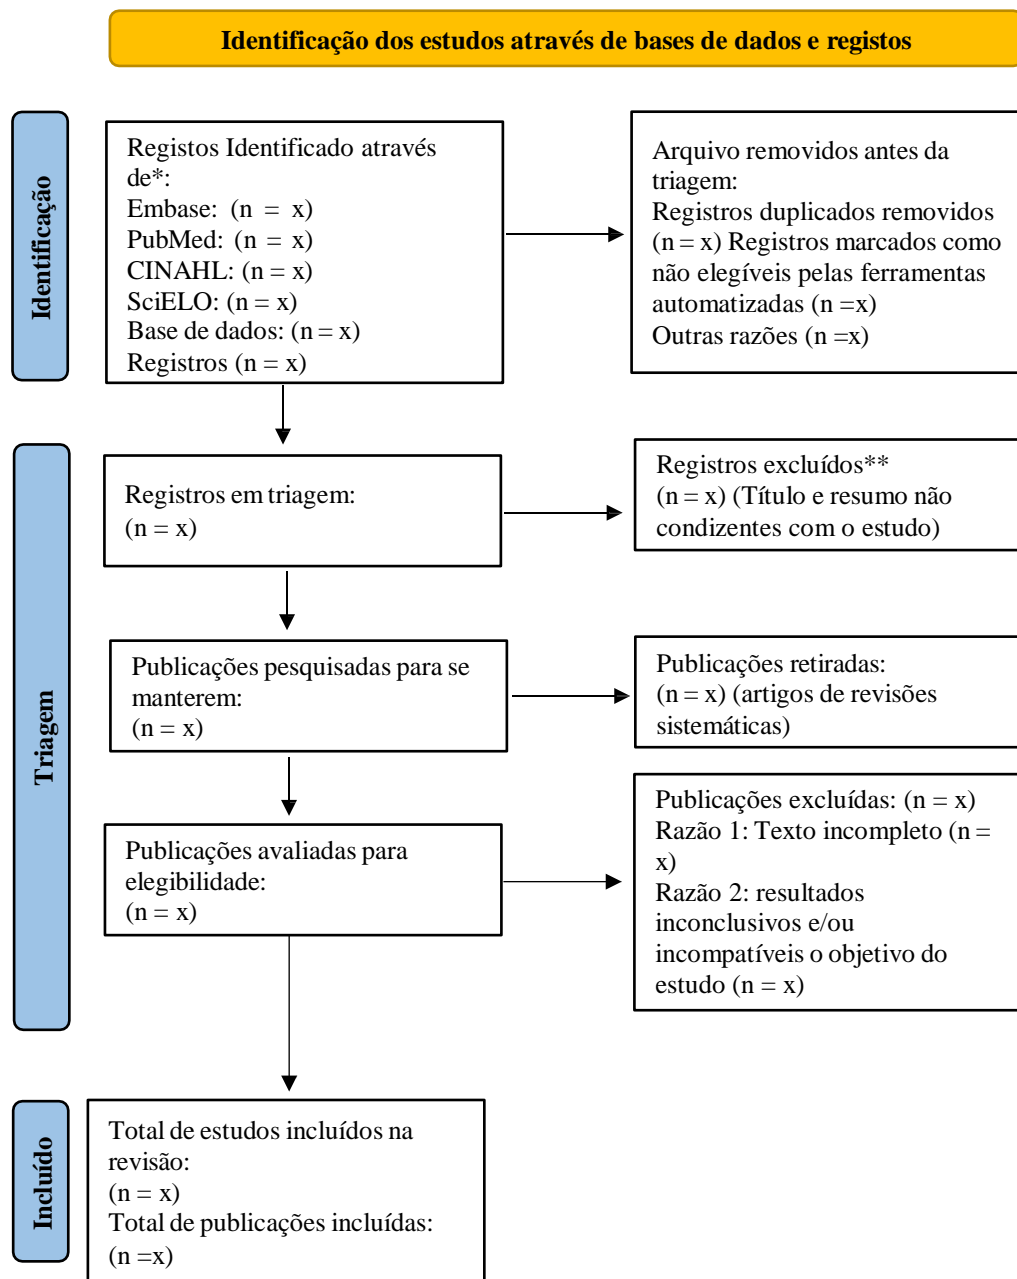 Identificação dos estudos através de bases de dados e registos
Identificação
Registos Identificado através
de*:
Embase: (n = x)
PubMed: (n = x)
CINAHL: (n = x)
SciELO: (n = x)
Base de dados: (n = x)
Registros (n = x)
Arquivo removidos antes da
triagem:
Registros duplicados removidos
(n = x) Registros marcados como
não elegíveis pelas ferramentas
automatizadas (n =x)
Outras razões (n =x)
Triagem
Registros em triagem:
(n = x)
Registros excluídos**
(n = x) (Título e resumo não
condizentes com o estudo)
Publicações pesquisadas para se
manterem:
(n = x)
Publicações retiradas:
(n = x) (artigos de revisões
sistemáticas)
Publicações avaliadas para
elegibilidade:
(n = x)
Publicações excluídas: (n = x)
Razão 1: Texto incompleto (n =
x)
Razão 2: resultados
inconclusivos e/ou
incompatíveis o objetivo do
estudo (n = x)
Incluído
Total de estudos incluídos na
revisão:
(n = x)
Total de publicações incluídas:
(n =x)